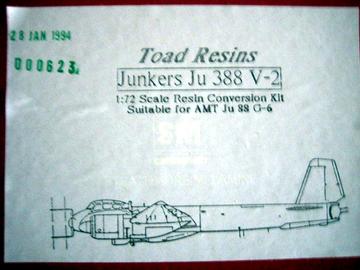 28 JAN 1994
000623
Toad Resins
Junkers Ju 388 V-2
1:72 Scale Resin Conversion Kit
Suitable for AMT Ju 88 G-6